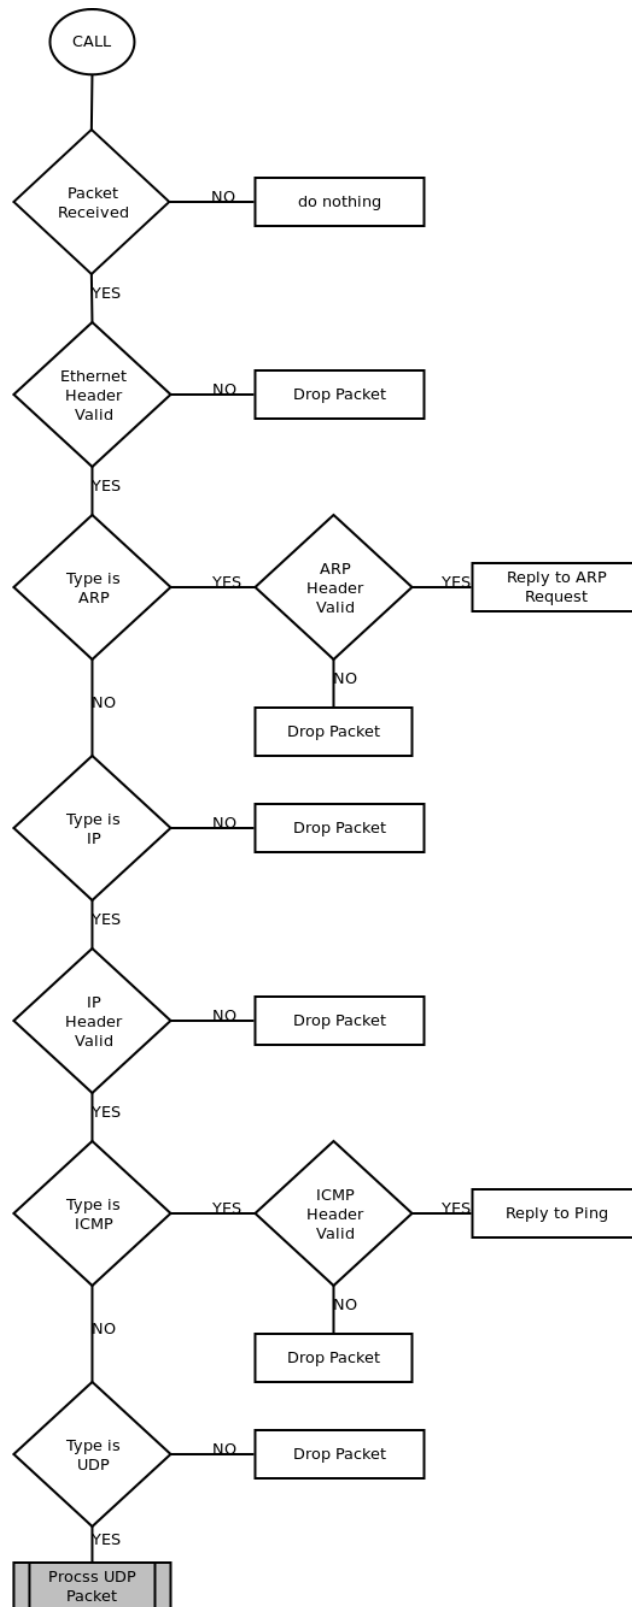 CALL
Packet
Received
NO
do nothing
YES
Ethernet
Header
Valid
NO
Drop Packet
YES
Type is
ARP
YES
ARP
Header
Valid
YES
Reply to ARP
Request
NO
Drop Packet
NO
Type is
IP
NO
Drop Packet
YES
IP
Header
Valid
NO
Drop Packet
YES
Type is
ICMP
YES
ICMP
Header
Valid
YES
Reply to Ping
NO
Drop Packet
NO
Type is
UDP
NO
Drop Packet
YES
Procss UDP
Packet